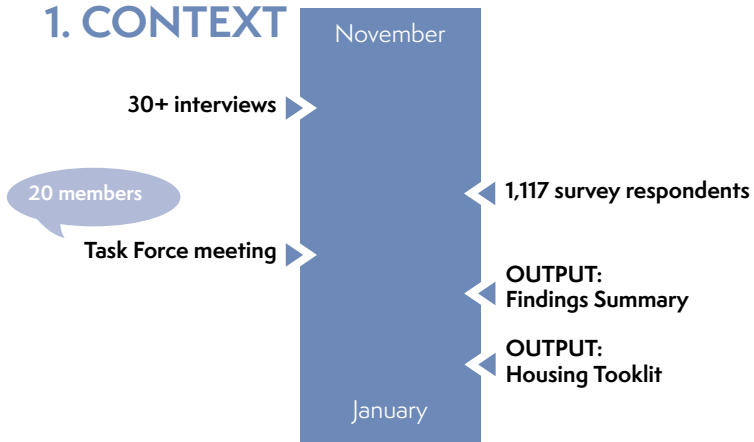 1. CONTEXT
November
30+ interviews
20 members
1,117 survey respondents
Task Force meeting
OUTPUT:
Findings Summary
OUTPUT:
Housing Tooklit
January